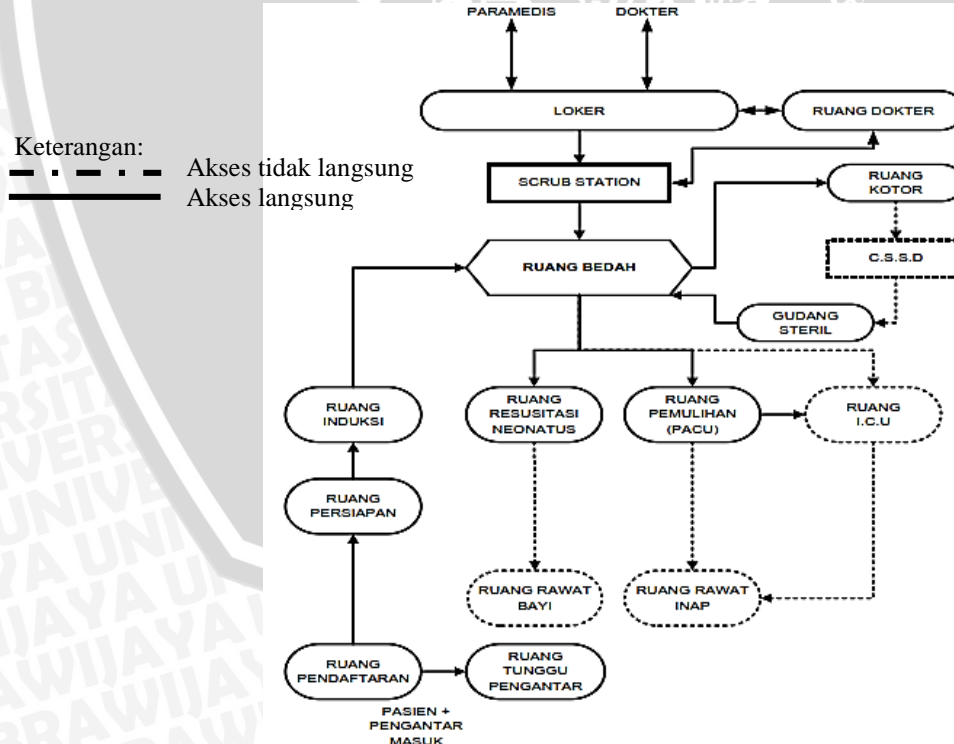 PARAMEDIS
DOKTER
LOKER
RUANG DOKTER
Keterangan:
Akses tidak langsung
Akses langsung
SCRUB STATION
RUANG
KOTOR
RUANG BEDAH
C.S.S.D
GUDANG
STERIL
RUANG
INDUKSI
RUANG
RESUSITASI
NEONATUS
RUANG
PEMULIHAN
(PACU)
RUANG
I.C.U
RUANG
PERSIAPAN
RUANG RAWAT
BAYI
RUANG RAWAT
INAP
RUANG
PENDAFTARAN
RUANG
TUNGGU
PENGANTAR
PASIEN +
PENGANTAR
MASUK